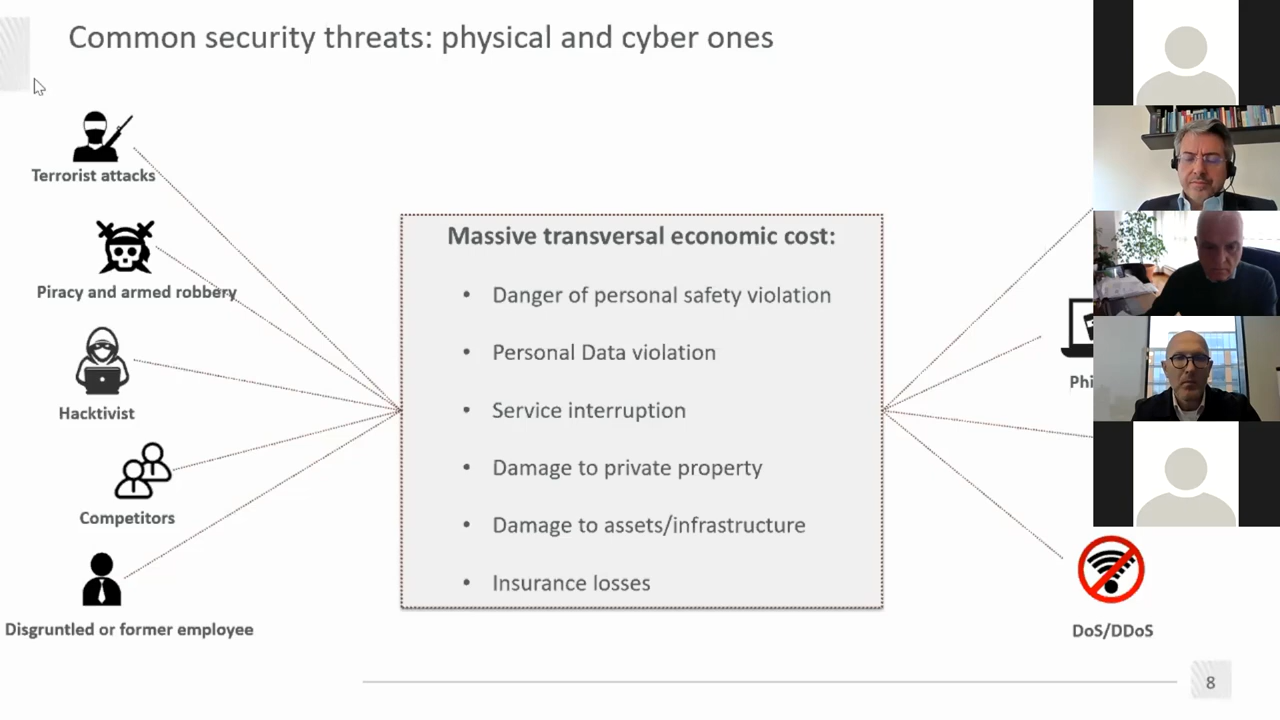 Common security threats: physical and cyber ones
Terrorist attacks
Piracy and armed robbery
Hacktivist
Competitors
Disgruntled or former employee
Massive transversal economic cost:
• Danger of personal safety violation
• Personal Data violation
• Service interruption
• Damage to private property
• Damage to assets/infrastructure
• Insurance losses
DoS/DDoS
8